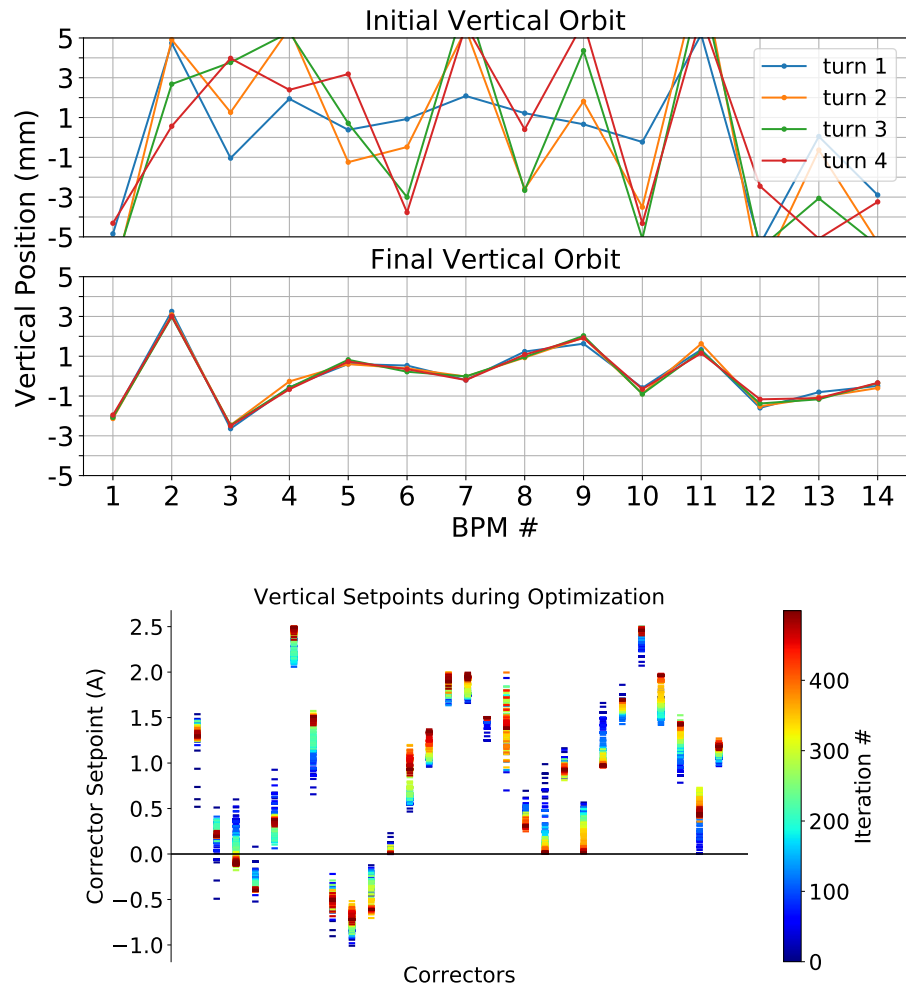 Initial Vertical Orbit
5
3
1
-1
-3
-5
turn 1
turn 2
turn 3
turn 4
Vertical Position (mm)
Final Vertical Orbit
5
3
1
-1
-3
-5
1 2 3 4 5 6 7 8 9 10 11 12 13 14
BPM #
Vertical Setpoints during Optimization
2.5
2.0
1.5
1.0
0.5
0.0
−0.5
−1.0
Corrector Setpoint (A)
Correctors
400
300
200
100
0
Iteration #